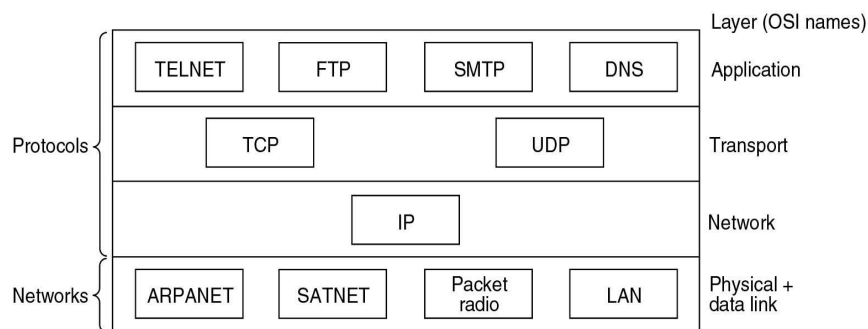 Layer (OSI names)
TELNET FTP SMTP DNS Application
Protocols TCP UDP Transport
IP Network
Networks ARPANET SATNET Packet radio LAN Physical + data link